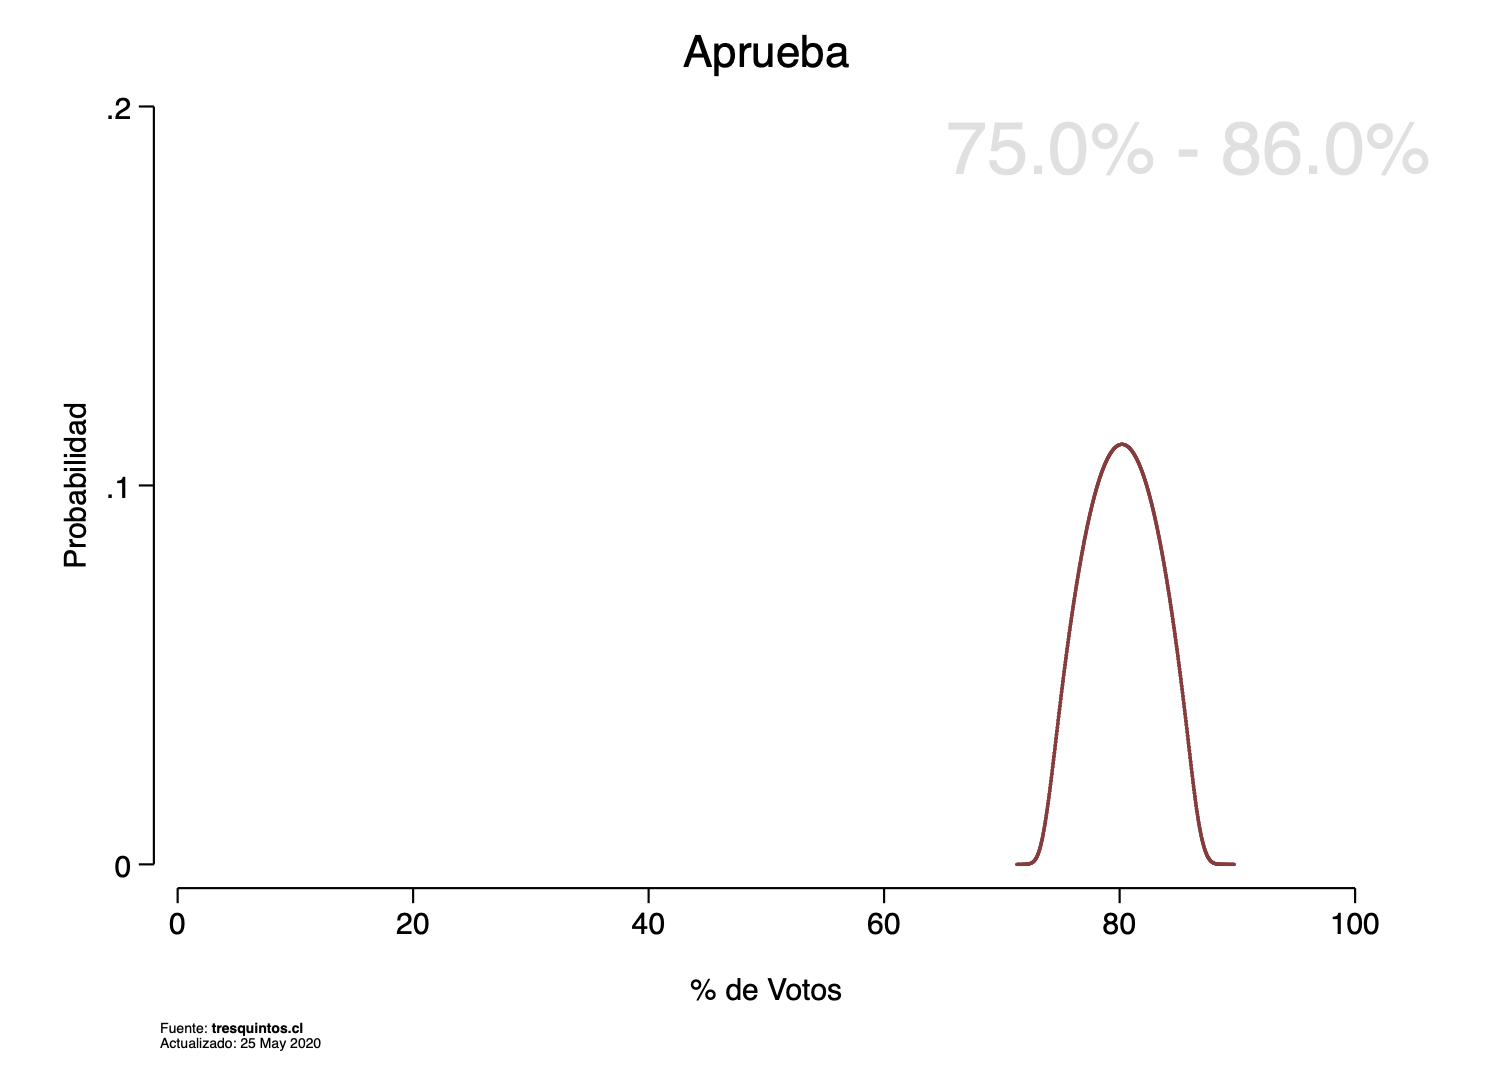 Aprueba
75.0% - 86.0%
.2
.1
0
Probabilidad
0 20 40 60 80 100
% de Votos
Fuente: tresquintos.cl
Actualizado: 25 May 2020